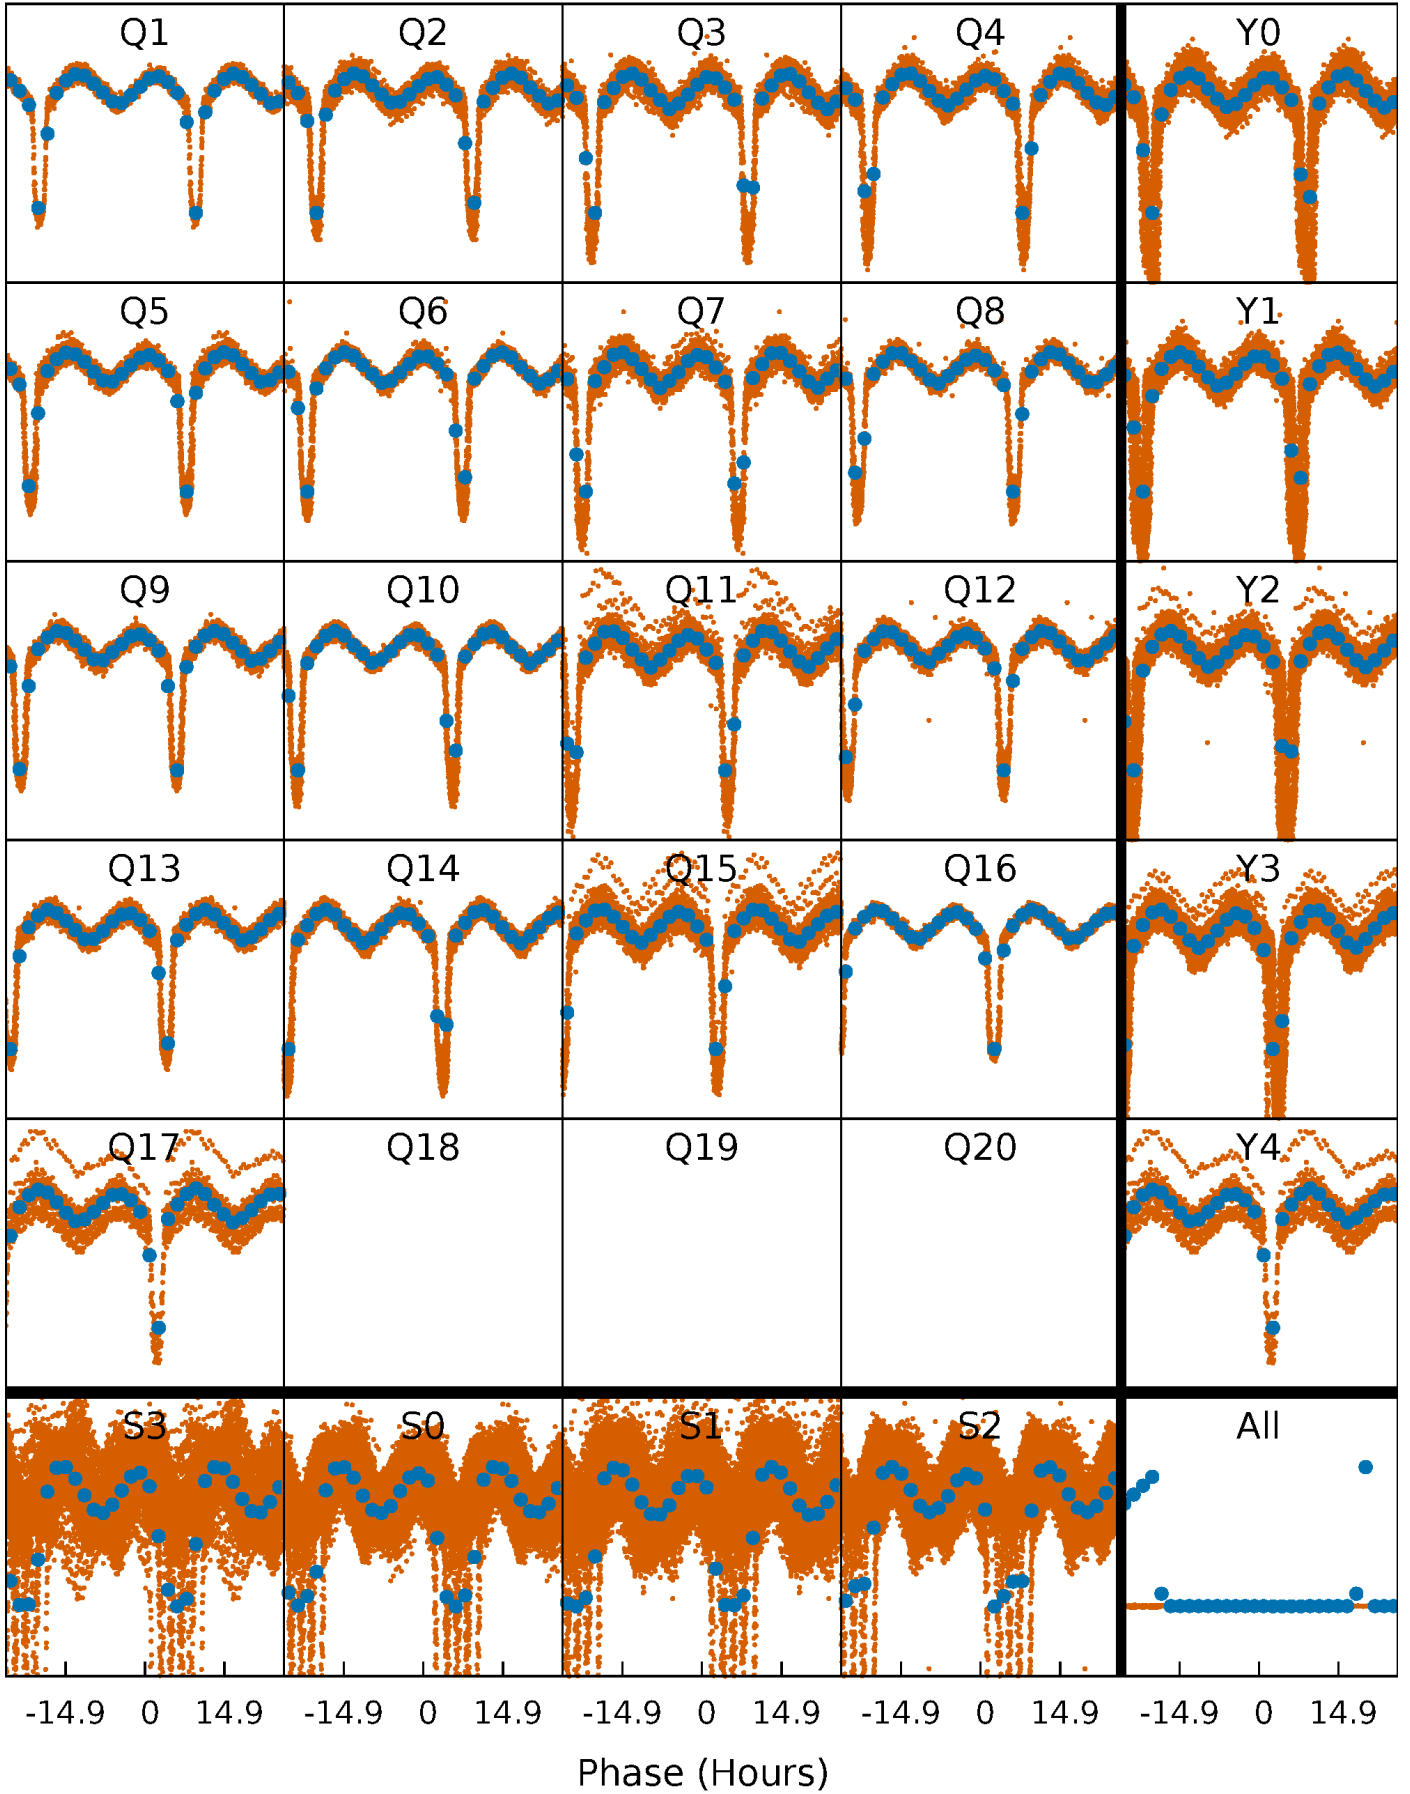 Q1 Q2 Q3 Q4 Y0
Q5 Q6 Q7 Q8 Y1
Q9 Q10 Q11 Q12 Y2
Q13 Q14 Q15 Q16 Y3
Q17 Q18 Q19 Q20 Y4
S3 S0 S1 S2 All
-14.9 0 14.9 -14.9 0 14.9 -14.9 0 14.9 -14.9 0 14.9 -14.9 0 14.9
Phase (Hours)